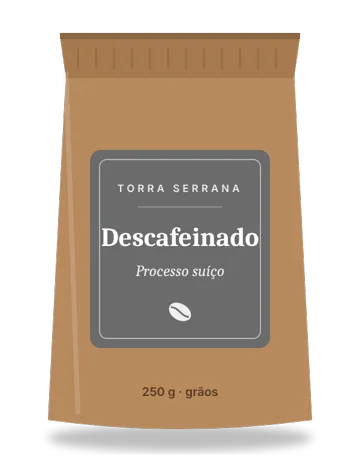 TORRA SERRANA
Descafeinado
Processo suíço
250 g · grãos